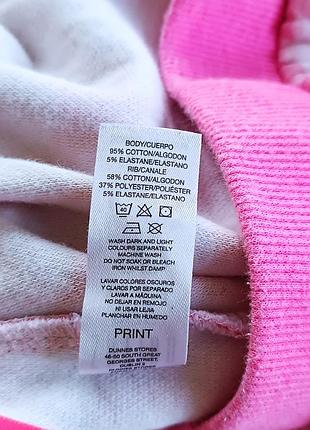 BODY/CUERPO
95% COTTON/ALGODON
5% ELASTANE/ELASTANO
RIB/CANALE
58% COTTON/ALGODON
37% POLYESTER/POLIÉSTER
5% ELASTANE/ELASTANO
40
WASH DARK AND LIGHT
COLOURS SEPARATELY
MACHINE WASH
DO NOT SOAK OR BLEACH
IRON WHILST DAMP
LAVAR COLORES OSCUROS
Y CLAROS POR SEPARADO
LAVAR A MÁQUINA
NO DEJAR EN REMOJO
NI USAR LEJIA
PLANCHAR EN HUMEDO
PRINT
DUNNES STORES
46-50 SOUTH GREAT
GEORGES STREET,
DUBLIN 2